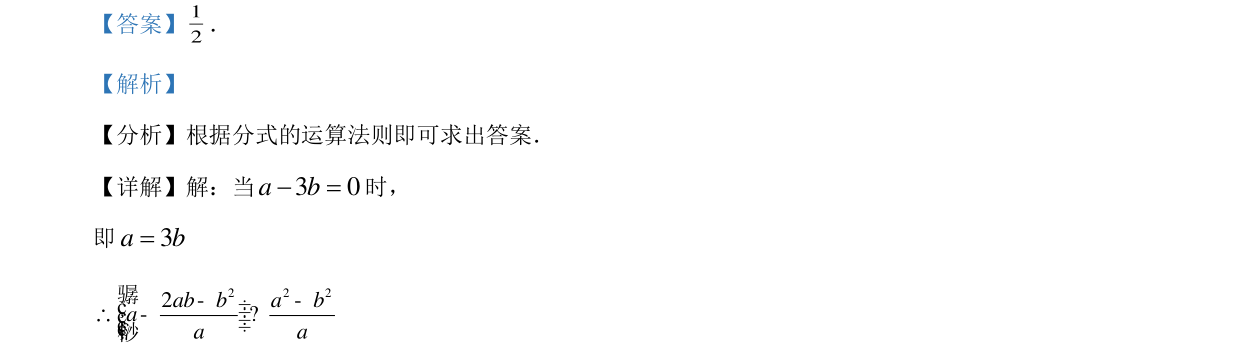 【答案】1/2.
【解析】
【分析】根据分式的运算法则即可求出答案.
【详解】解：当a−3b=0时，
即a=3b
∴ a- (2ab- b²)/a ? (a²- b²)/a